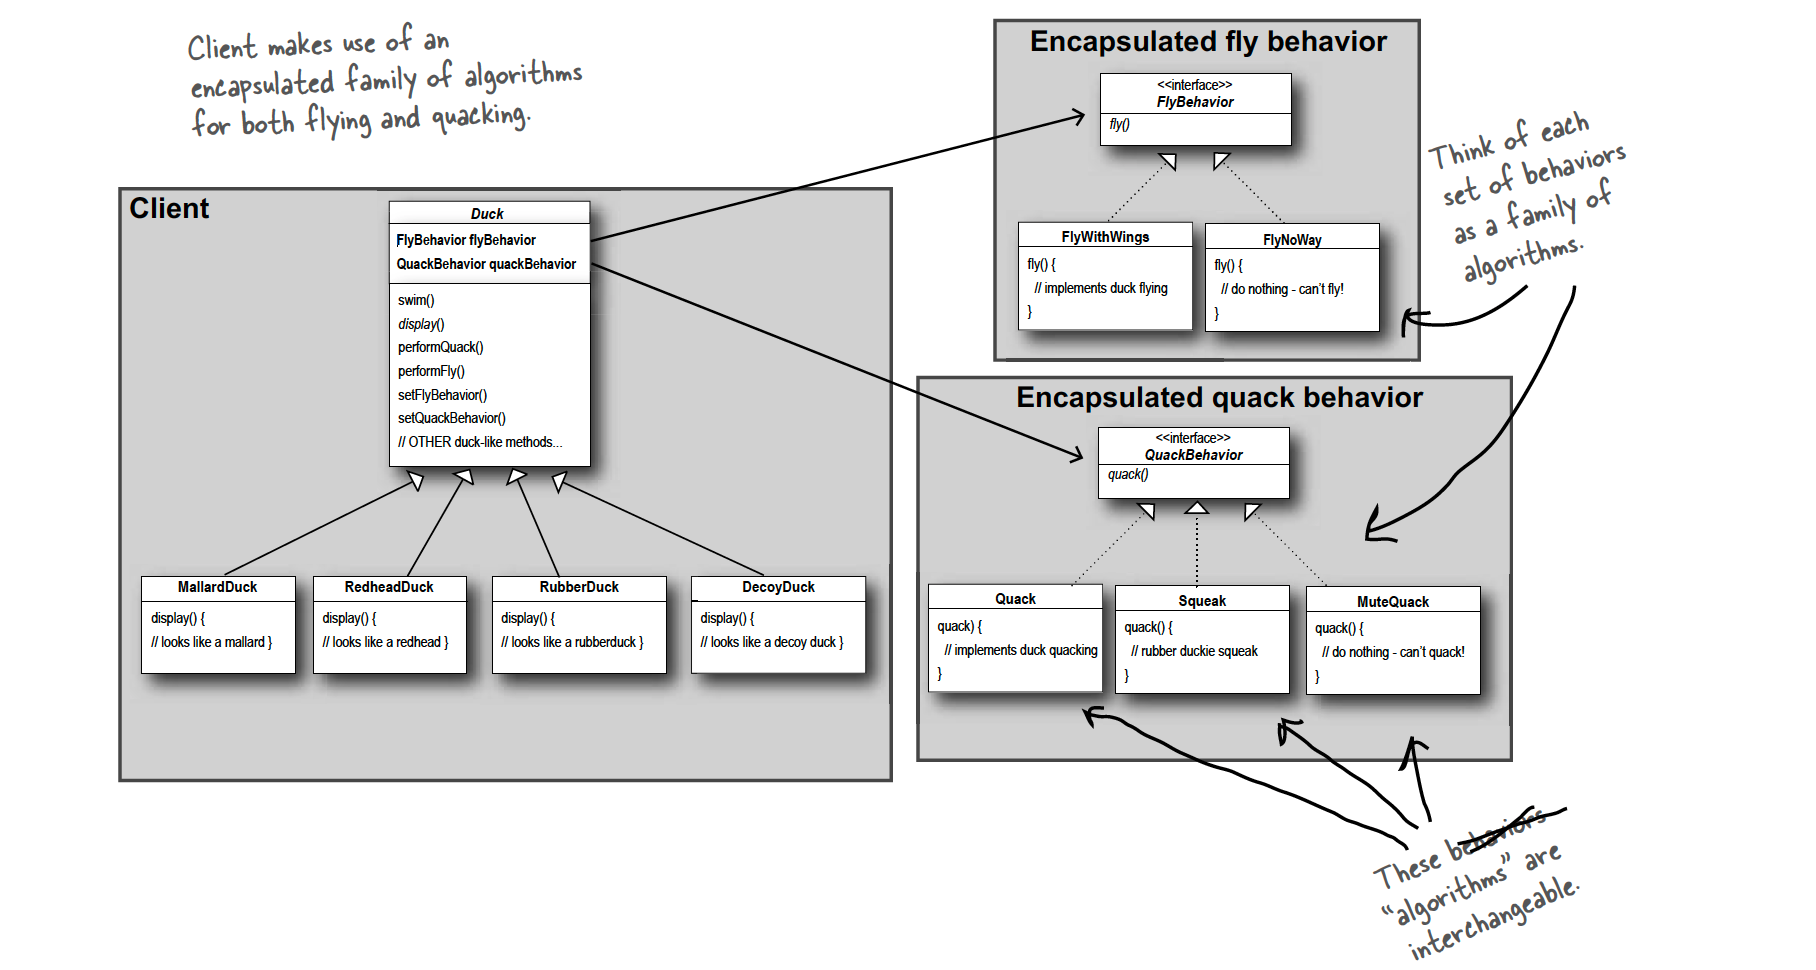 Client makes use of an
encapsulated family of algorithms
for both flying and quacking.
Client
Duck
FlyBehavior flyBehavior
QuackBehavior quackBehavior
swim()
display()
performQuack()
performFly()
setFlyBehavior()
setQuackBehavior()
// OTHER duck-like methods...
MallardDuck
display() {
// looks like a mallard }
RedheadDuck
display() {
// looks like a redhead }
RubberDuck
display() {
// looks like a rubberduck }
DecoyDuck
display() {
// looks like a decoy duck }
Encapsulated fly behavior
<<interface>>
FlyBehavior
fly()
FlyWithWings
fly() {
// implements duck flying
}
FlyNoWay
fly() {
// do nothing - can't fly!
}
Think of each
set of behaviors
as a family of
algorithms.
Encapsulated quack behavior
<<interface>>
QuackBehavior
quack()
Quack
quack) {
// implements duck quacking
}
Squeak
quack() {
// rubber duckie squeak
}
MuteQuack
quack() {
// do nothing - can't quack!
}
These behaviors
“algorithms” are
interchangeable.